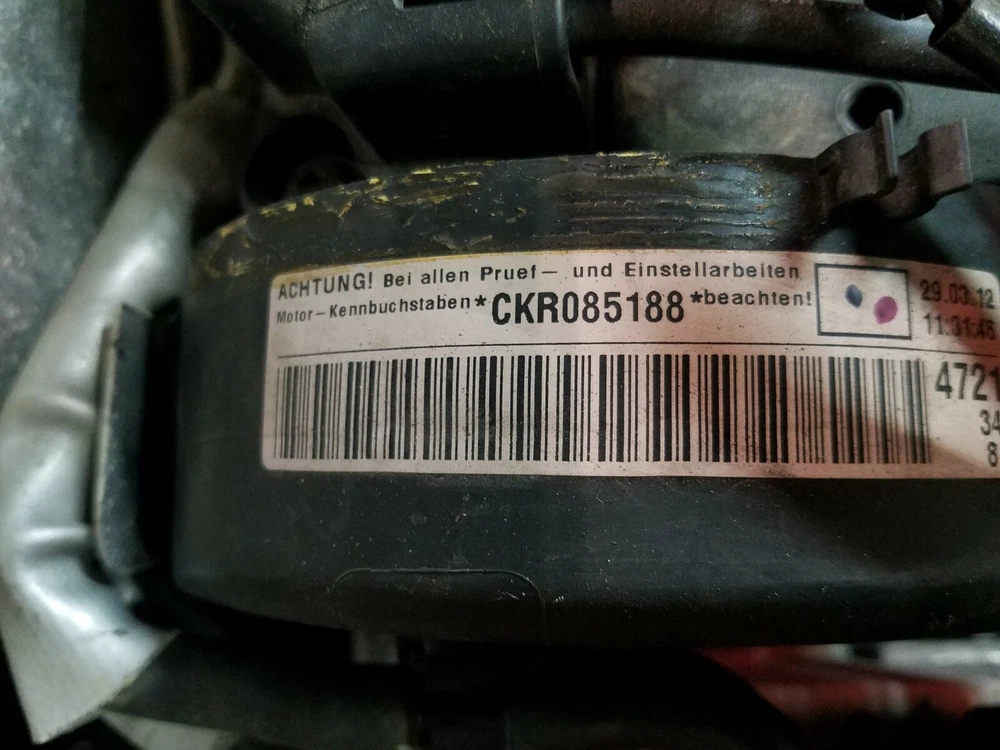 ACHTUNG! Bei allen Pruef- und Einstellarbeiten
Motor-Kennbuchstaben *CKR085188 *beachten!
29.03.12
11:31:46
4721
34
8